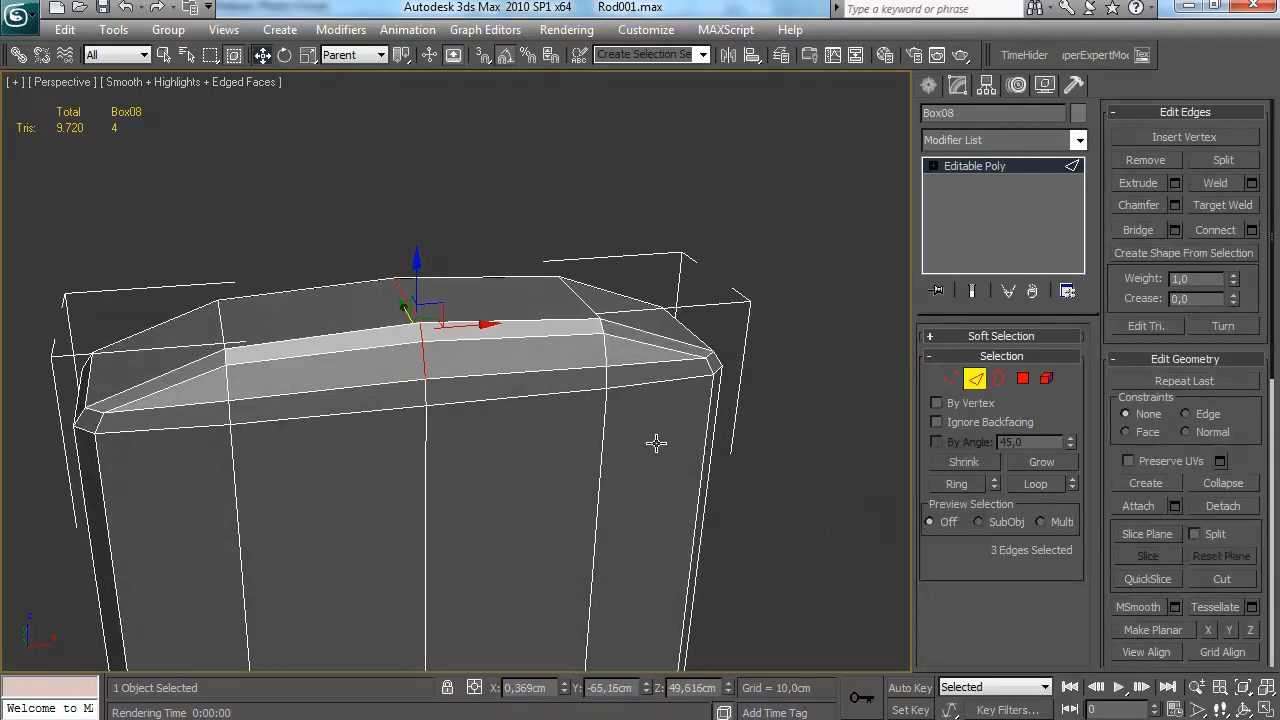 Autodesk 3ds Max 2010 SP1 x64 Rod001.max
Type a keyword or phrase
Edit Tools Group Views Create Modifiers Animation Graph Editors Rendering Customize MAXScript Help
All Parent Create Selection Se TimeHider perExpertMod Tex
[ + ] [ Perspective ] [ Smooth + Highlights + Edged Faces ]
Total Box08
Tris: 9.720 4
Box08
Modifier List
Editable Poly
Soft Selection
Selection
By Vertex
Ignore Backfacing
By Angle: 45,0
Shrink Grow
Ring Loop
Preview Selection
Off SubObj Multi
3 Edges Selected
Edit Edges
Insert Vertex
Remove Split
Extrude Weld
Chamfer Target Weld
Bridge Connect
Create Shape From Selection
Weight: 1,0
Crease: 0,0
Edit Tri. Turn
Edit Geometry
Repeat Last
Constraints
None Edge
Face Normal
Preserve UVs
Create Collapse
Attach Detach
Slice Plane Split
Slice Reset Plane
QuickSlice Cut
MSmooth Tessellate
Make Planar X Y Z
View Align Grid Align
z
1 Object Selected X: 0,369cm Y: -65,16cm Z: 49,616cm Grid = 10,0cm Auto Key Selected
Welcome to M Rendering Time 0:00:00 Add Time Tag Set Key Key Filters... 0